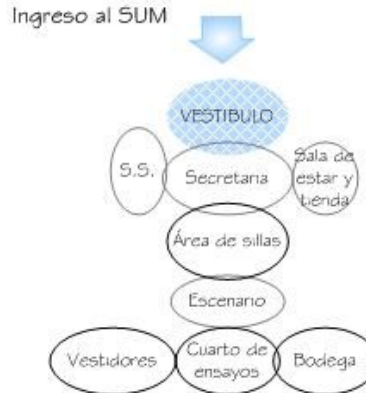 Ingreso al SUM
VESTIBULO
S.S.
Secretaria
Sala de
estar y
tienda
Área de sillas
Escenario
Vestidores
Cuarto de
ensayos
Bodega